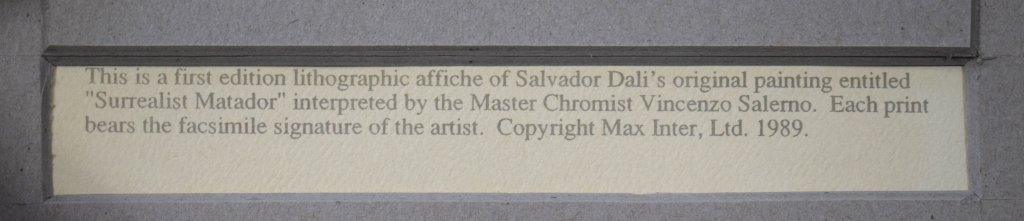 This is a first edition lithographic affiche of Salvador Dali's original painting entitled
"Surrealist Matador" interpreted by the Master Chromist Vincenzo Salerno.  Each print
bears the facsimile signature of the artist.  Copyright Max Inter, Ltd. 1989.